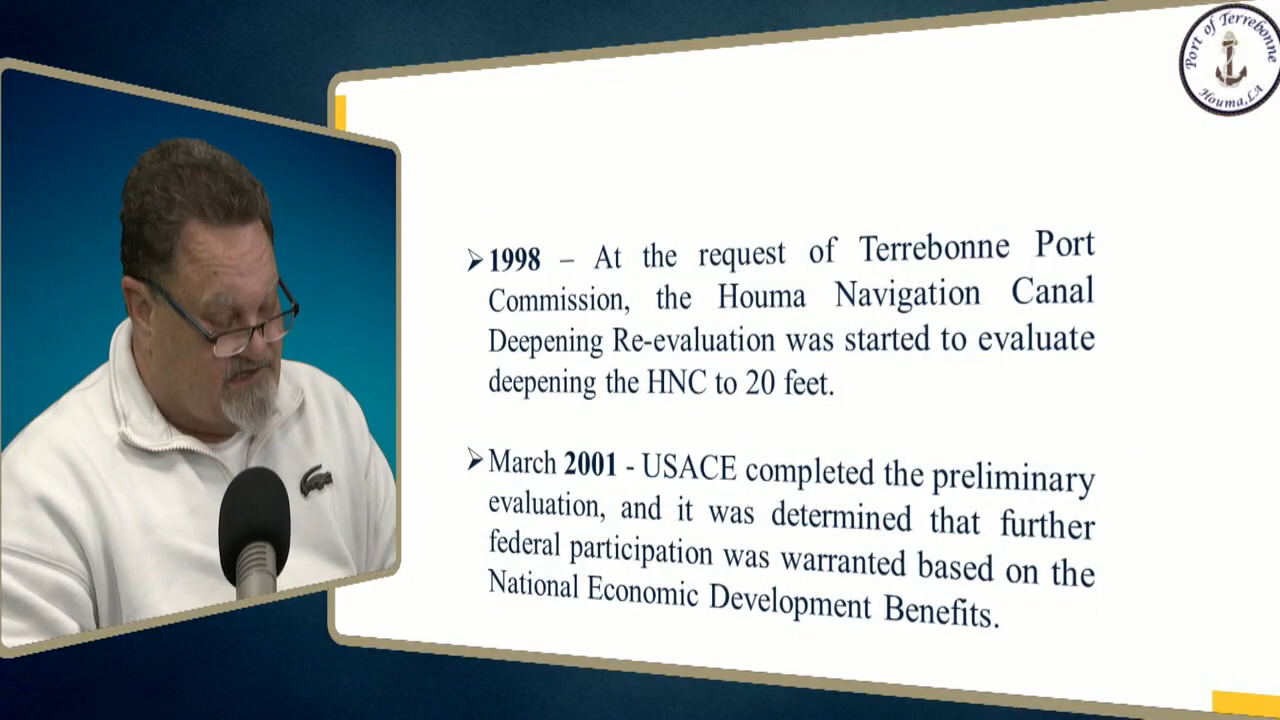 Port of Terrebonne
Houma, LA
➢1998 – At the request of Terrebonne Port
Commission, the Houma Navigation Canal
Deepening Re-evaluation was started to evaluate
deepening the HNC to 20 feet.
➢March 2001 - USACE completed the preliminary
evaluation, and it was determined that further
federal participation was warranted based on the
National Economic Development Benefits.